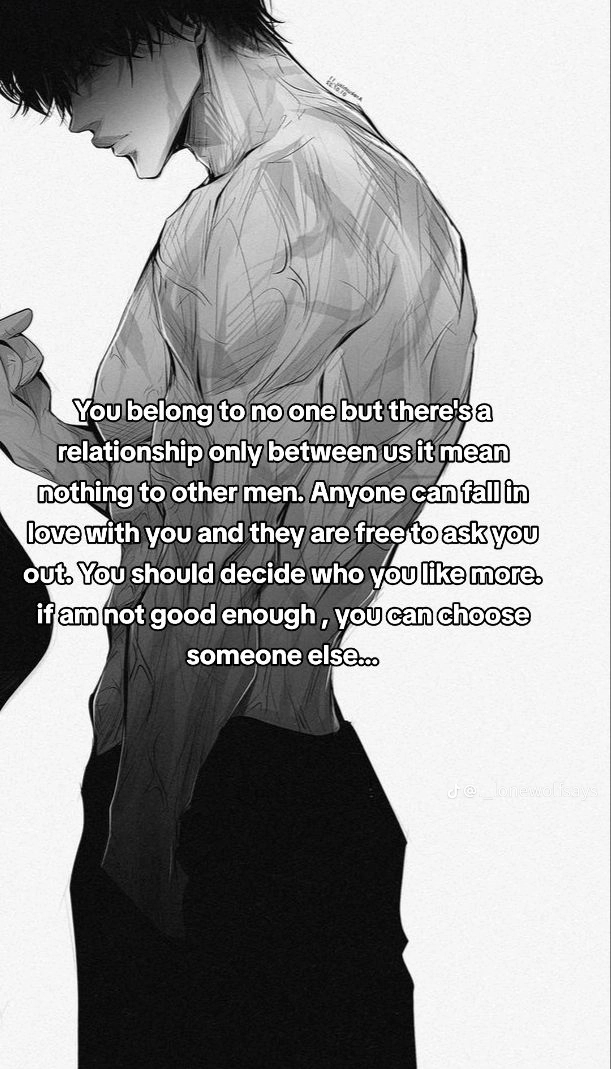 You belong to no one but there's a
relationship only between us it mean
nothing to other men. Anyone can fall in
love with you and they are free to ask you
out. You should decide who you like more.
if am not good enough , you can choose
someone else...